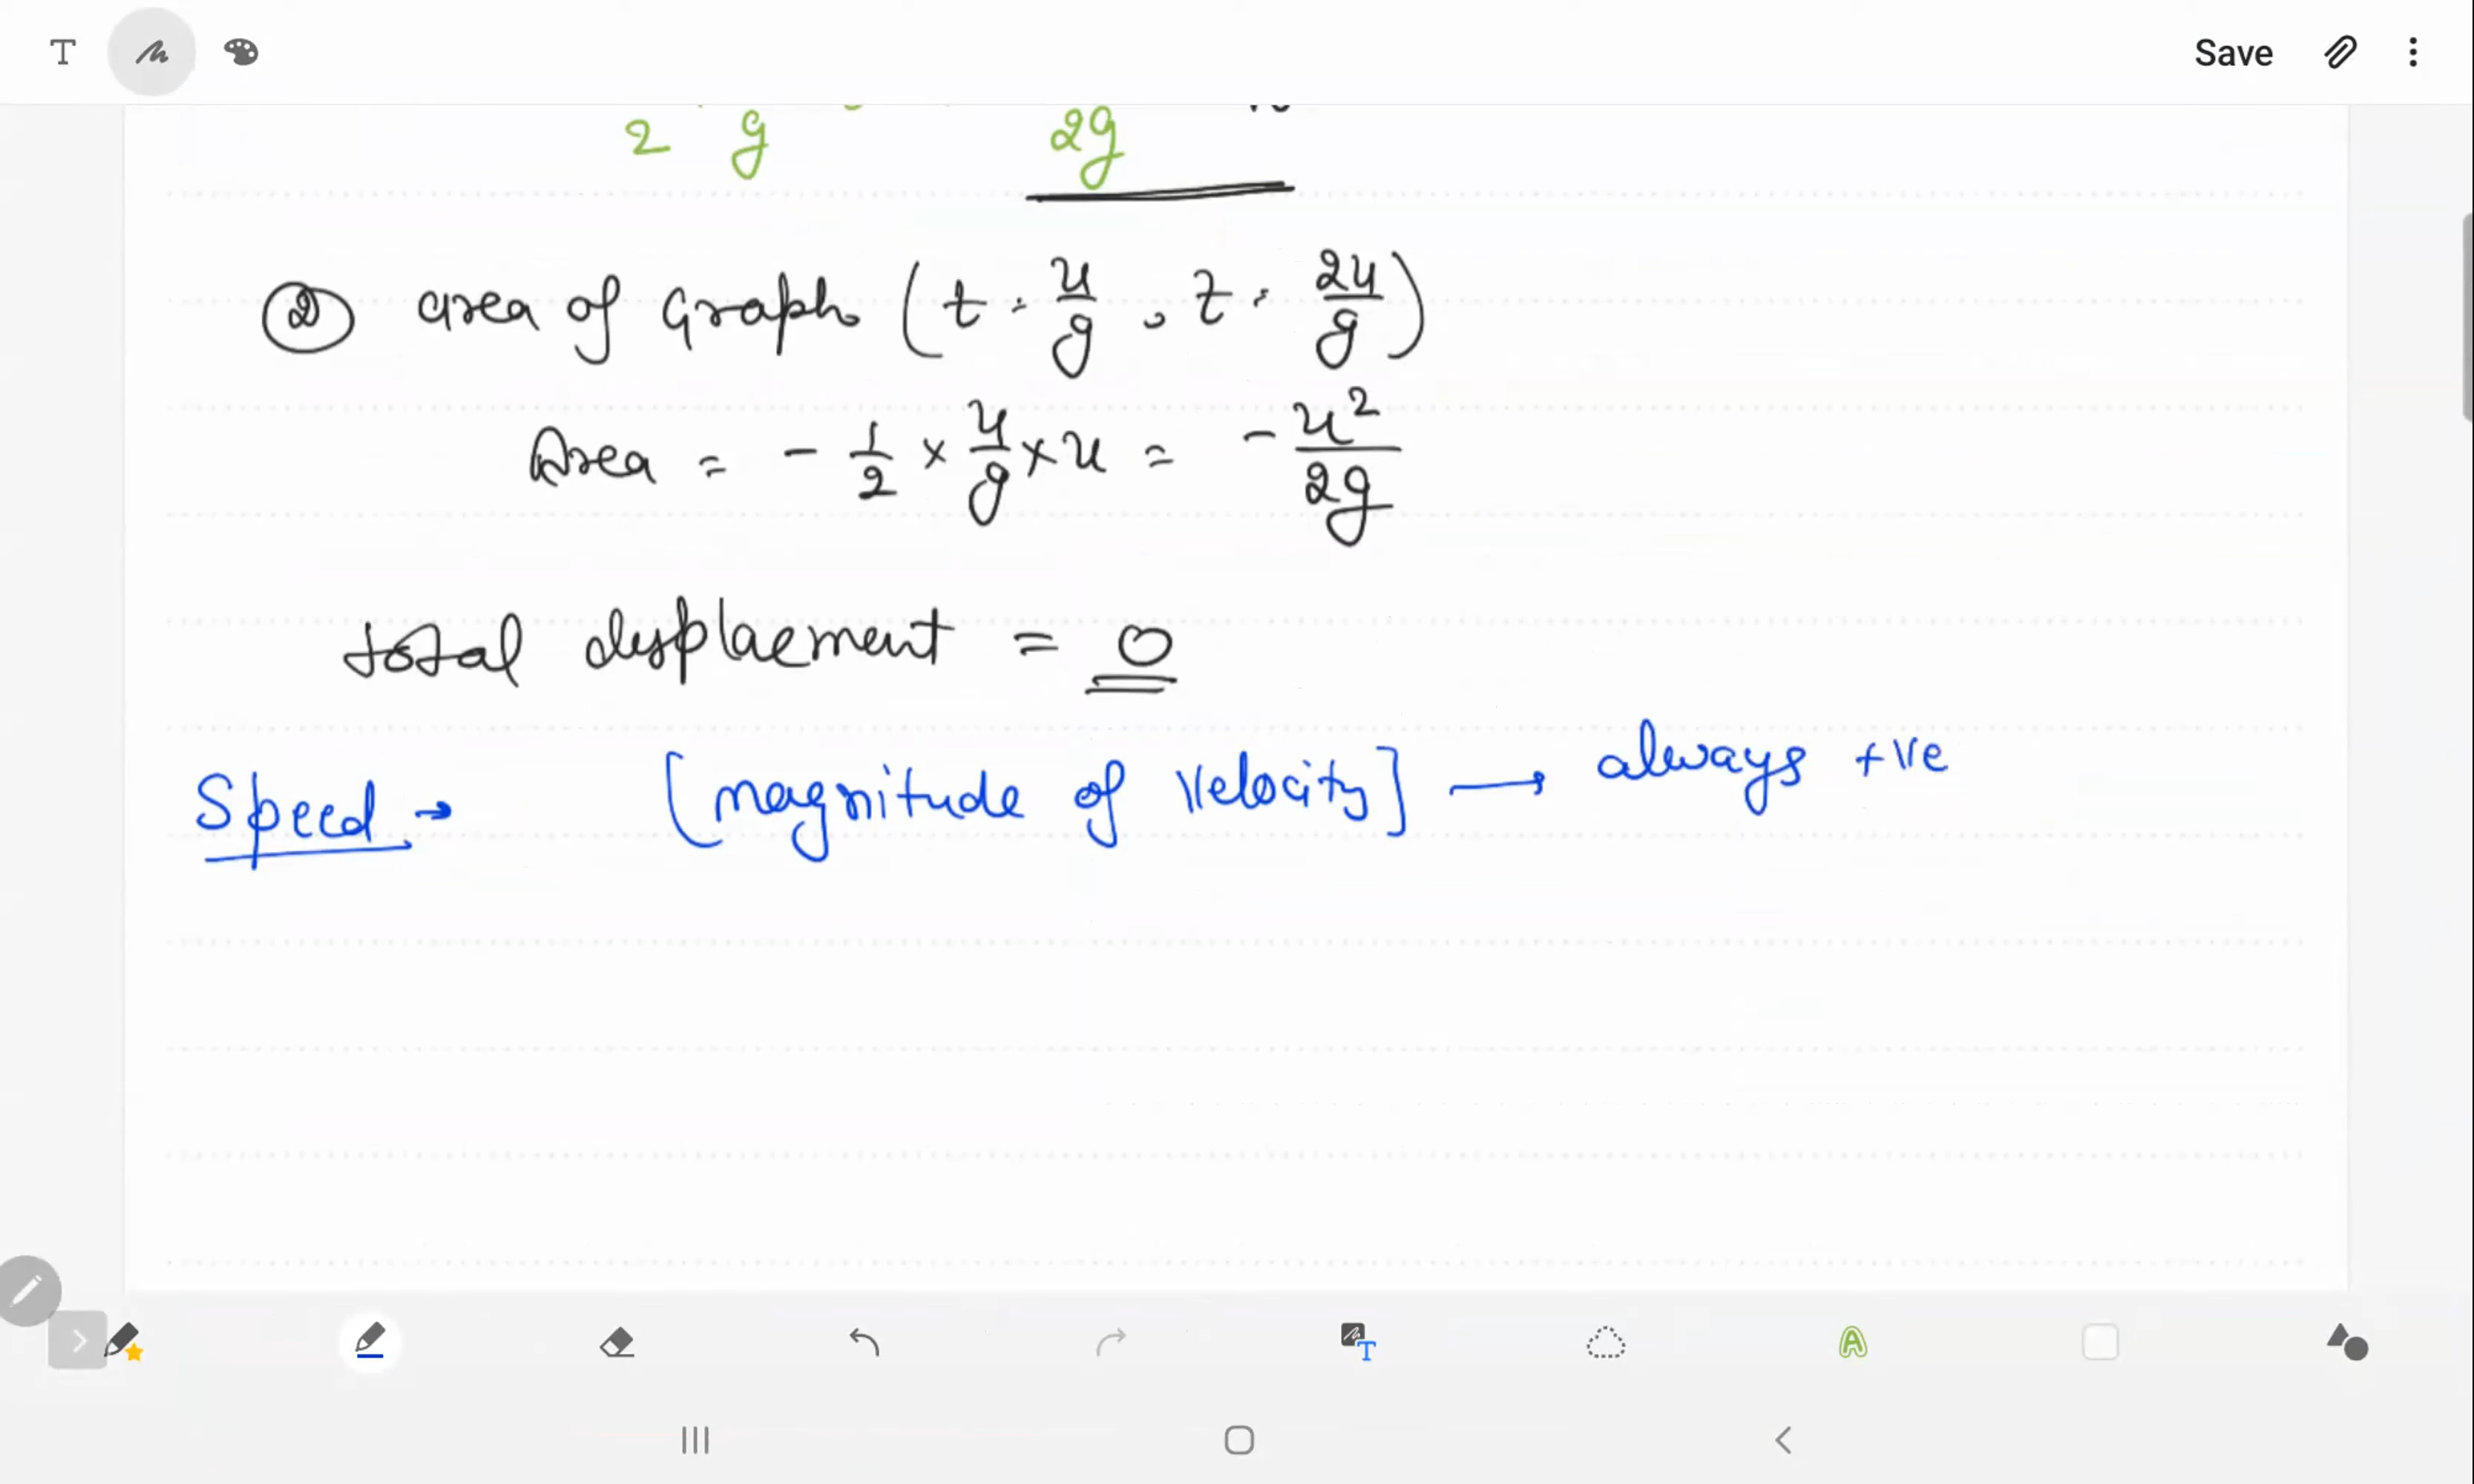 Save
2 g 2g
② area of Graph (t = u/g, t = 2u/g)
Area = - 1/2 × u/g × u = - u²/2g
total displaement = 0
Speed → [magnitude of Velocity] → always +ve